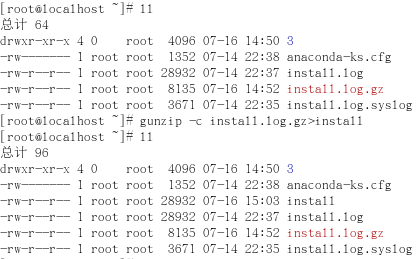 [root@localhost ~]# ll
总计 64
drwxr-xr-x 4 0    root  4096 07-16 14:50 3
-rw------- 1 root root  1352 07-14 22:38 anaconda-ks.cfg
-rw-r--r-- 1 root root 28932 07-14 22:37 install.log
-rw-r--r-- 1 root root  8135 07-16 14:52 install.log.gz
-rw-r--r-- 1 root root  3671 07-14 22:35 install.log.syslog
[root@localhost ~]# gunzip -c install.log.gz>install
[root@localhost ~]# ll
总计 96
drwxr-xr-x 4 0    root  4096 07-16 14:50 3
-rw------- 1 root root  1352 07-14 22:38 anaconda-ks.cfg
-rw-r--r-- 1 root root 28932 07-16 15:03 install
-rw-r--r-- 1 root root 28932 07-14 22:37 install.log
-rw-r--r-- 1 root root  8135 07-16 14:52 install.log.gz
-rw-r--r-- 1 root root  3671 07-14 22:35 install.log.syslog